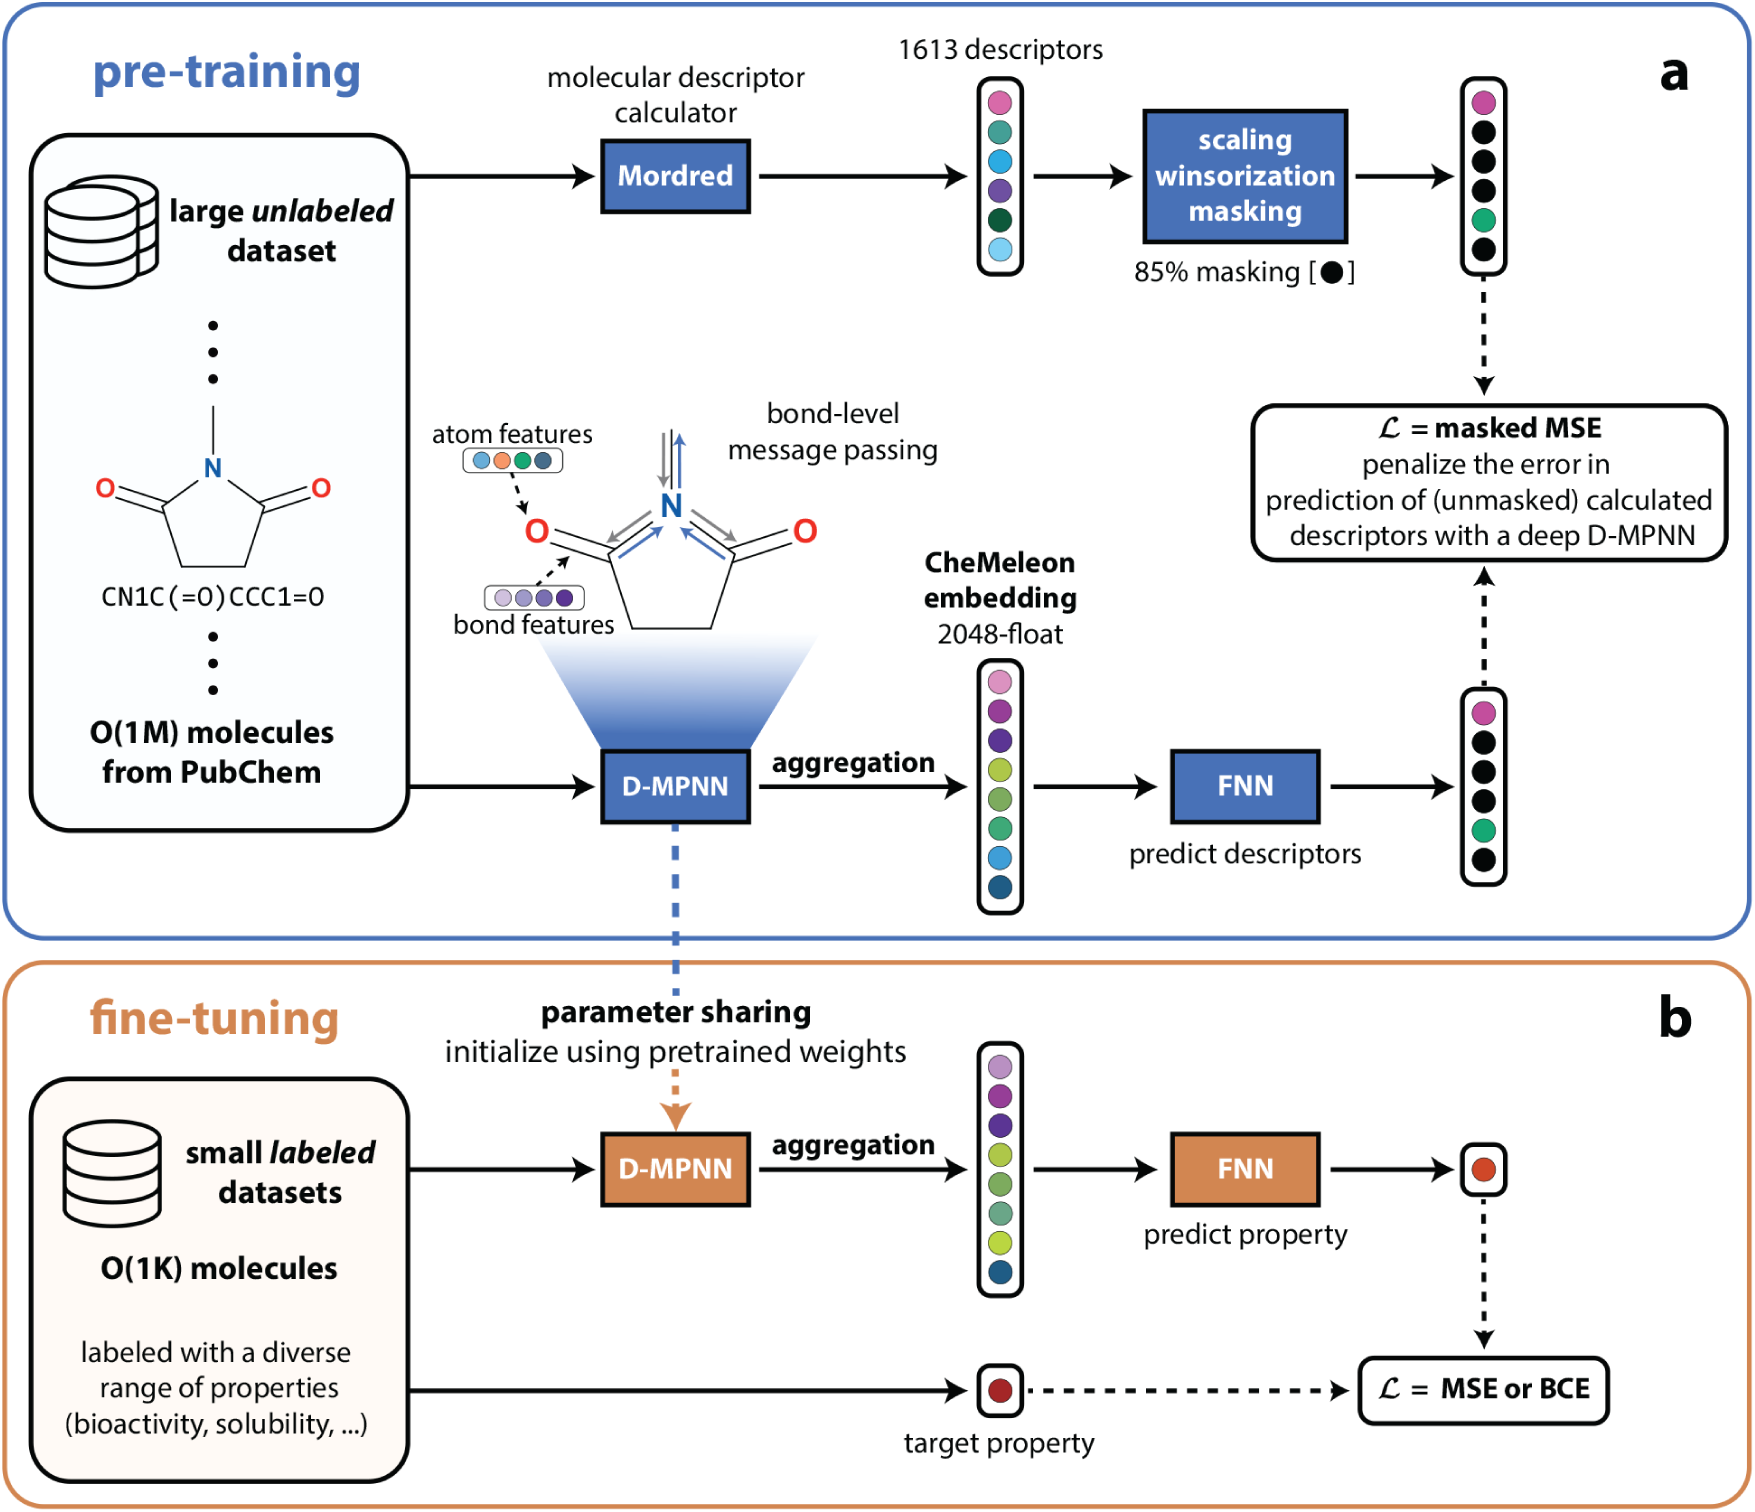 pre-training
a
large unlabeled
dataset
N
O
O
CN1C(=O)CCC1=O
O(1M) molecules
from PubChem
molecular descriptor
calculator
Mordred
1613 descriptors
scaling
winsorization
masking
85% masking [●]
atom features
bond features
bond-level
message passing
N
O
O
D-MPNN
aggregation
CheMeleon
embedding
2048-float
FNN
predict descriptors
ℒ = masked MSE
penalize the error in
prediction of (unmasked) calculated
descriptors with a deep D-MPNN
fine-tuning
b
parameter sharing
initialize using pretrained weights
small labeled
datasets
O(1K) molecules
labeled with a diverse
range of properties
(bioactivity, solubility, ...)
D-MPNN
aggregation
FNN
predict property
target property
ℒ = MSE or BCE